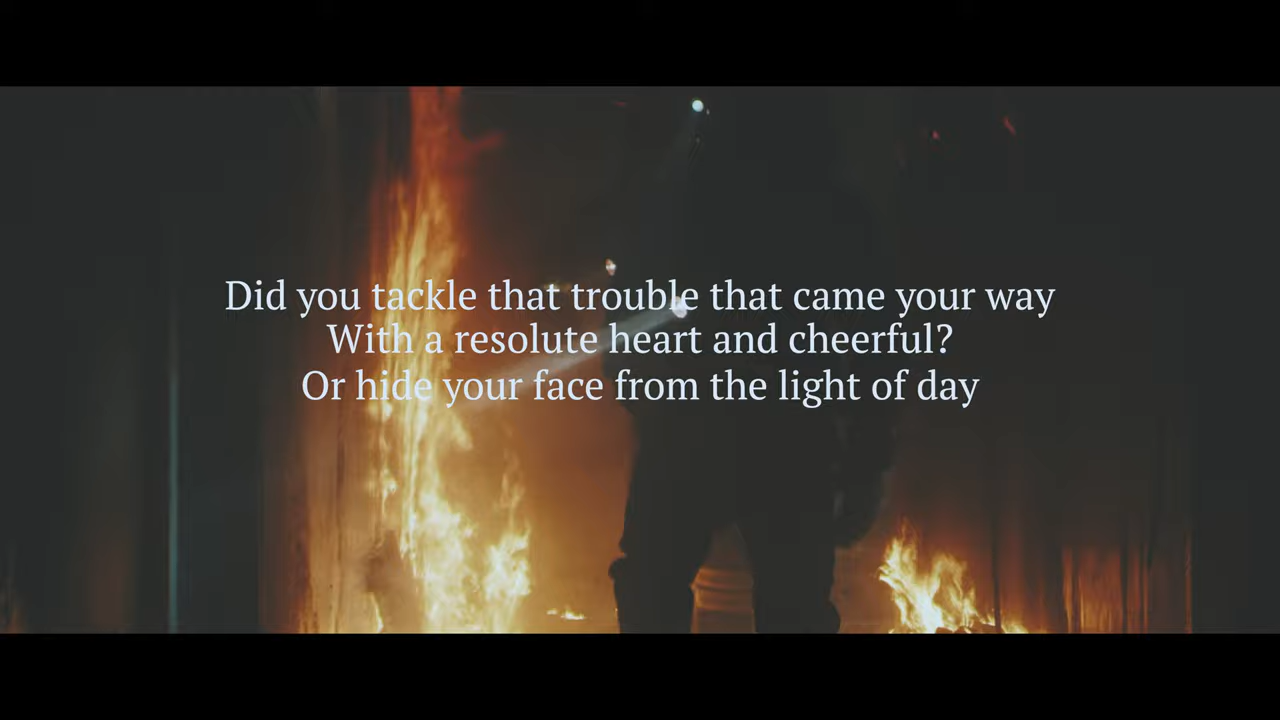 Did you tackle that trouble that came your way
With a resolute heart and cheerful?
Or hide your face from the light of day